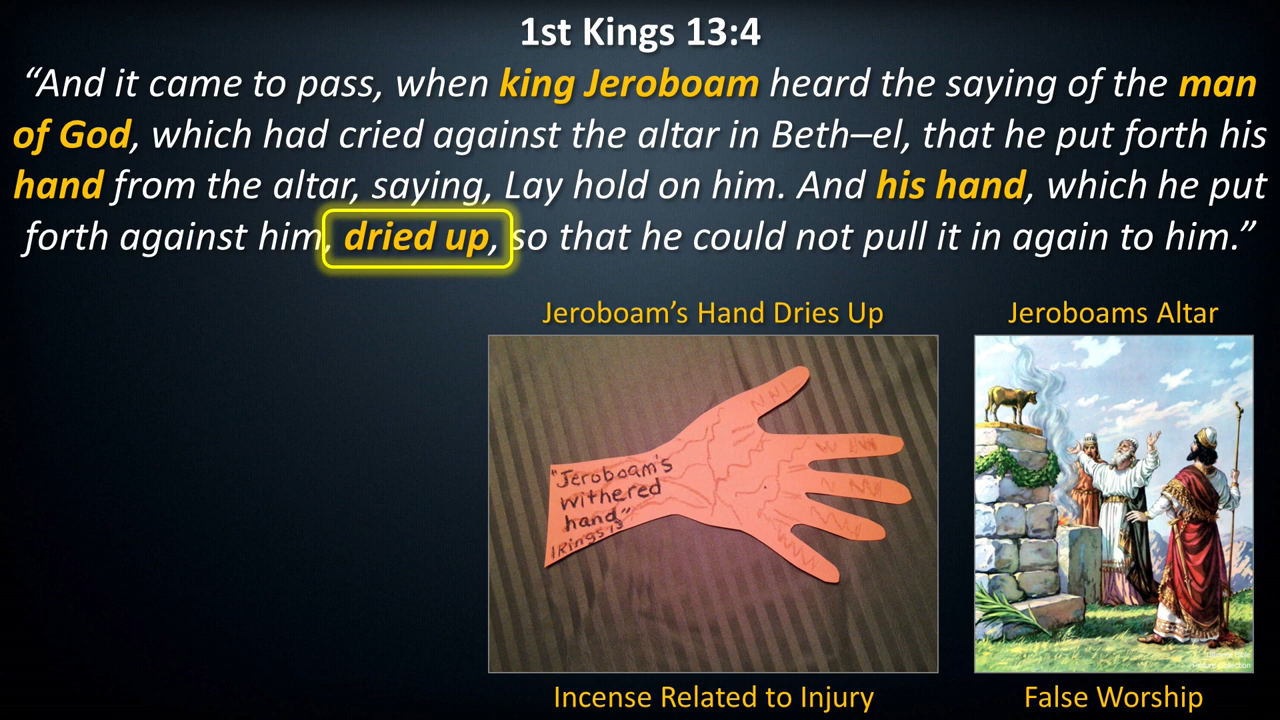 1st Kings 13:4
“And it came to pass, when king Jeroboam heard the saying of the man
of God, which had cried against the altar in Beth–el, that he put forth his
hand from the altar, saying, Lay hold on him. And his hand, which he put
forth against him, dried up, so that he could not pull it in again to him.”
Jeroboam’s Hand Dries Up
Jeroboams Altar
"Jeroboam's
withered
hand"
Incense Related to Injury
False Worship